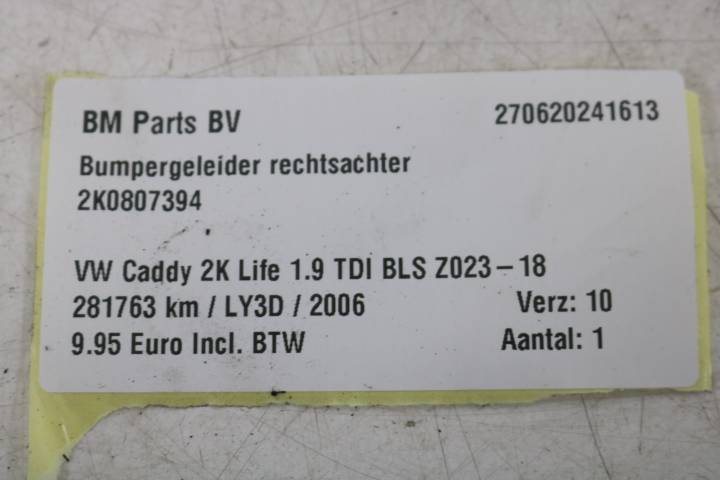 BM Parts BV 270620241613
Bumpergeleider rechtsachter
2K0807394
VW Caddy 2K Life 1.9 TDI BLS Z023-18
281763 km / LY3D / 2006 Verz: 10
9.95 Euro Incl. BTW Aantal: 1